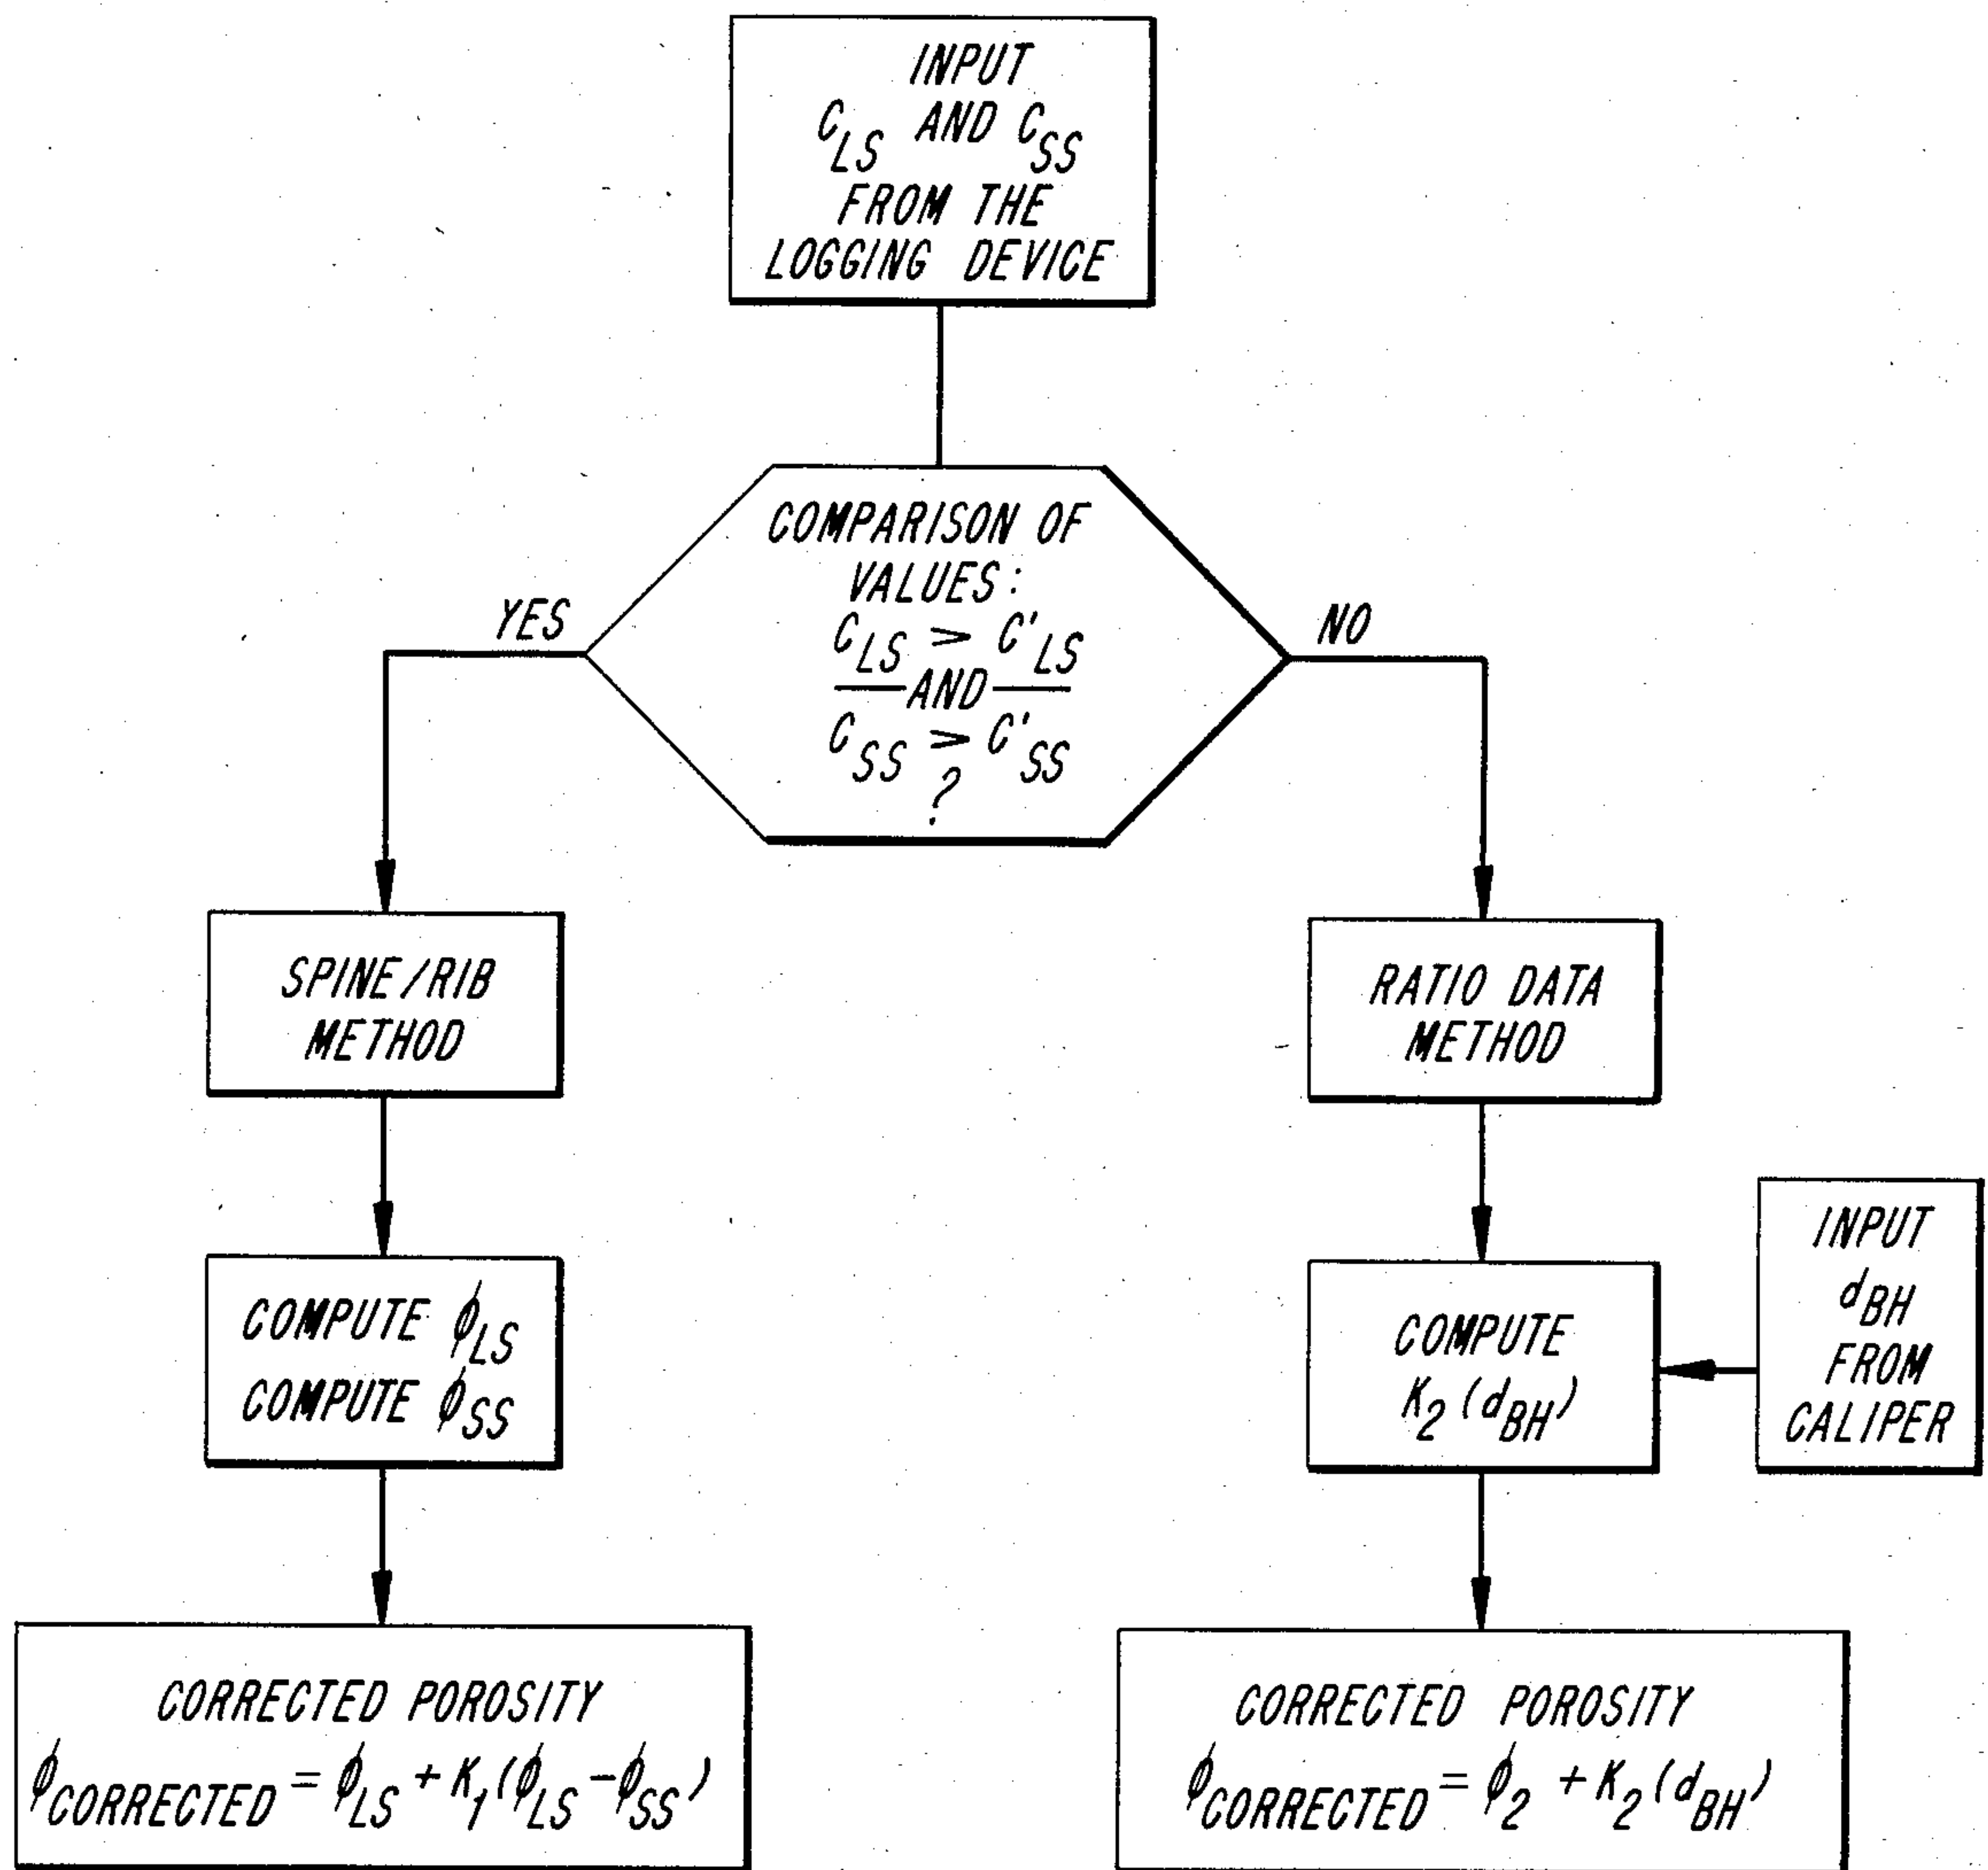 INPUT
C_LS AND C_SS
FROM THE
LOGGING DEVICE
COMPARISON OF
VALUES:
C_LS > C'_LS
AND
C_SS > C'_SS
?
YES
NO
SPINE/RIB
METHOD
RATIO DATA
METHOD
COMPUTE ϕ_LS
COMPUTE ϕ_SS
COMPUTE
K_2 (d_BH)
INPUT
d_BH
FROM
CALIPER
CORRECTED POROSITY
ϕ_CORRECTED = ϕ_LS + K_1 (ϕ_LS - ϕ_SS)
CORRECTED POROSITY
ϕ_CORRECTED = ϕ_2 + K_2 (d_BH)